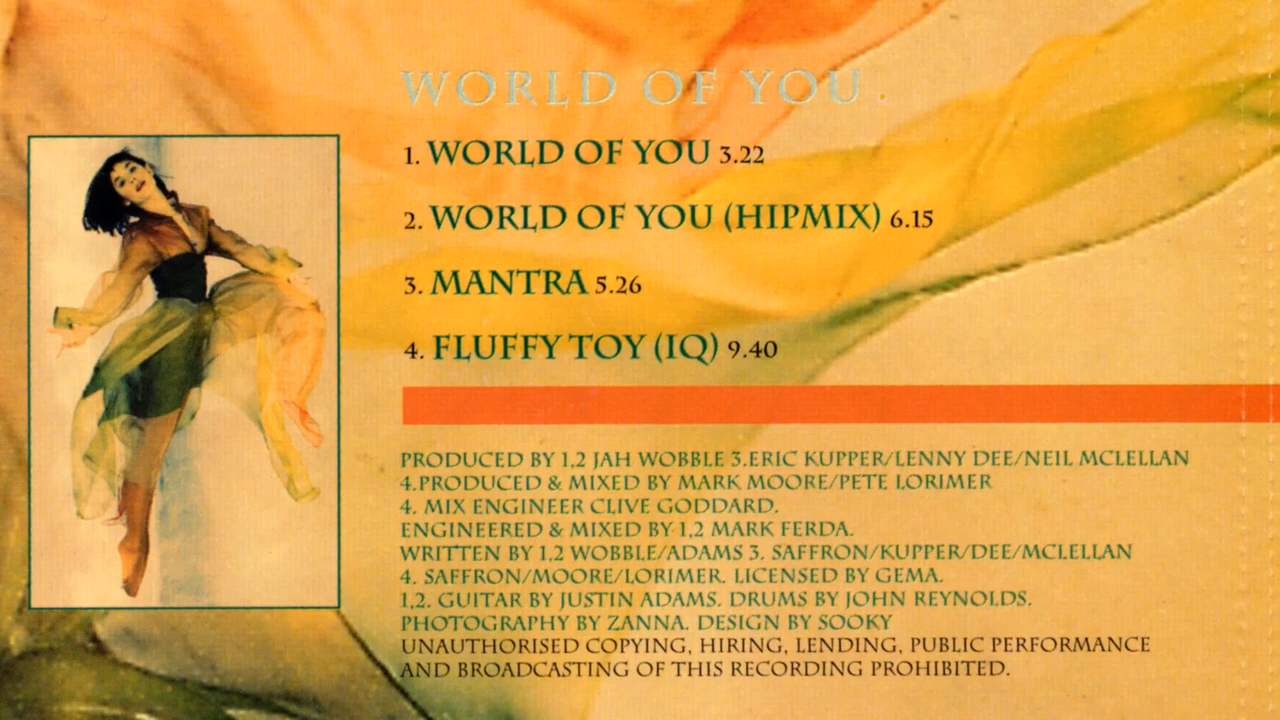 WORLD OF YOU
1. WORLD OF YOU 3.22
2. WORLD OF YOU (HIPMIX) 6.15
3. MANTRA 5.26
4. FLUFFY TOY (IQ) 9.40
PRODUCED BY 1,2 JAH WOBBLE 3.ERIC KUPPER/LENNY DEE/NEIL MCLELLAN
4.PRODUCED & MIXED BY MARK MOORE/PETE LORIMER
4. MIX ENGINEER CLIVE GODDARD.
ENGINEERED & MIXED BY 1,2 MARK FERDA.
WRITTEN BY 1,2 WOBBLE/ADAMS 3. SAFFRON/KUPPER/DEE/MCLELLAN
4. SAFFRON/MOORE/LORIMER. LICENSED BY GEMA.
1,2. GUITAR BY JUSTIN ADAMS. DRUMS BY JOHN REYNOLDS.
PHOTOGRAPHY BY ZANNA. DESIGN BY SOOKY
UNAUTHORISED COPYING, HIRING, LENDING, PUBLIC PERFORMANCE
AND BROADCASTING OF THIS RECORDING PROHIBITED.